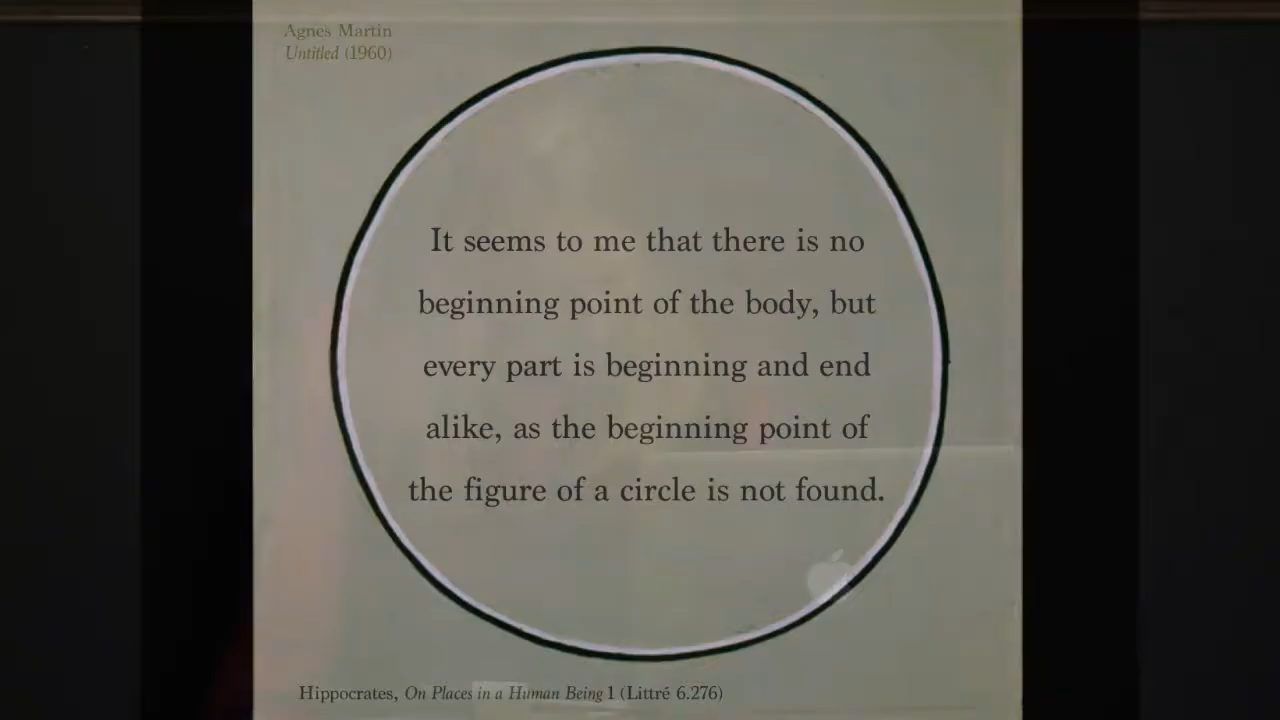 Agnes Martin
Untitled (1960)
It seems to me that there is no
beginning point of the body, but
every part is beginning and end
alike, as the beginning point of
the figure of a circle is not found.
Hippocrates, On Places in a Human Being 1 (Littré 6.276)